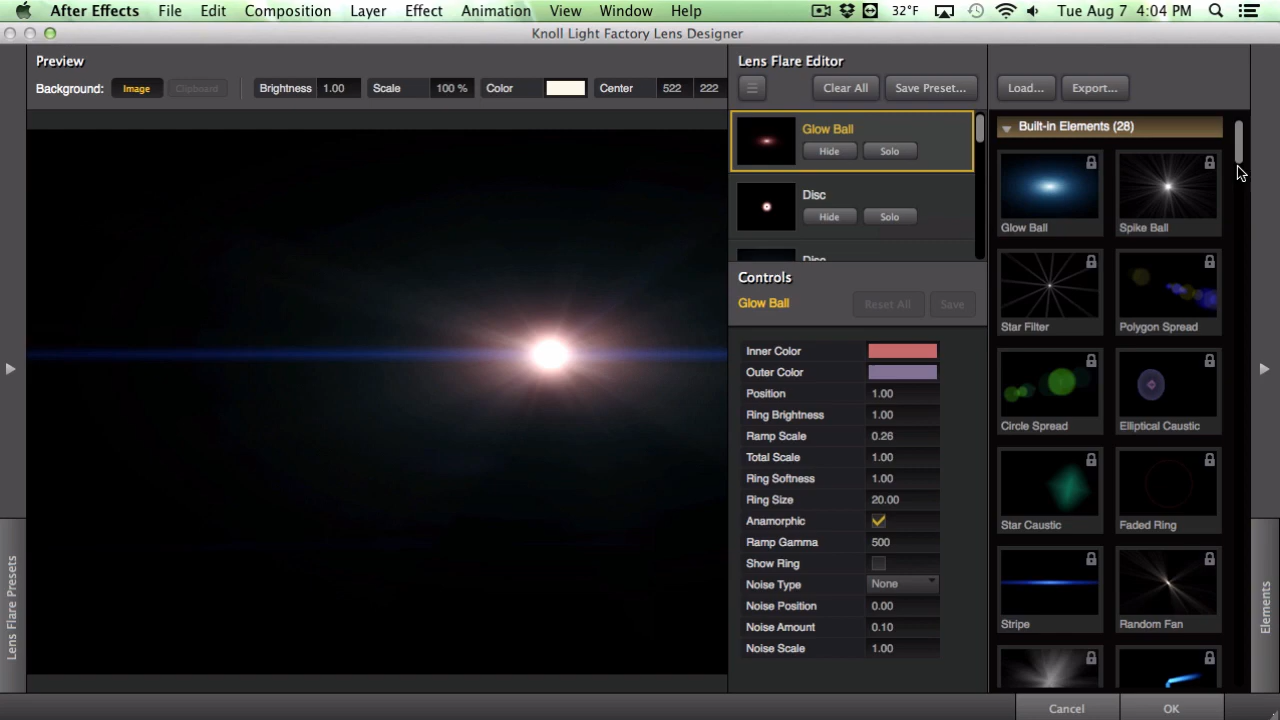 After Effects File Edit Composition Layer Effect Animation View Window Help 32°F Tue Aug 7 4:04 PM
Knoll Light Factory Lens Designer
Preview
Background: Image Clipboard Brightness 1.00 Scale 100 % Color Center 522 222
Lens Flare Editor
Clear All Save Preset...
Load... Export...
Glow Ball
Hide Solo
Disc
Hide Solo
Disc
Controls
Glow Ball Reset All Save
Inner Color
Outer Color
Position 1.00
Ring Brightness 1.00
Ramp Scale 0.26
Total Scale 1.00
Ring Softness 1.00
Ring Size 20.00
Anamorphic
Ramp Gamma 500
Show Ring
Noise Type None
Noise Position 0.00
Noise Amount 0.10
Noise Scale 1.00
Built-in Elements (28)
Glow Ball Spike Ball
Star Filter Polygon Spread
Circle Spread Elliptical Caustic
Star Caustic Faded Ring
Stripe Random Fan
Lens Flare Presets
Elements
Cancel OK